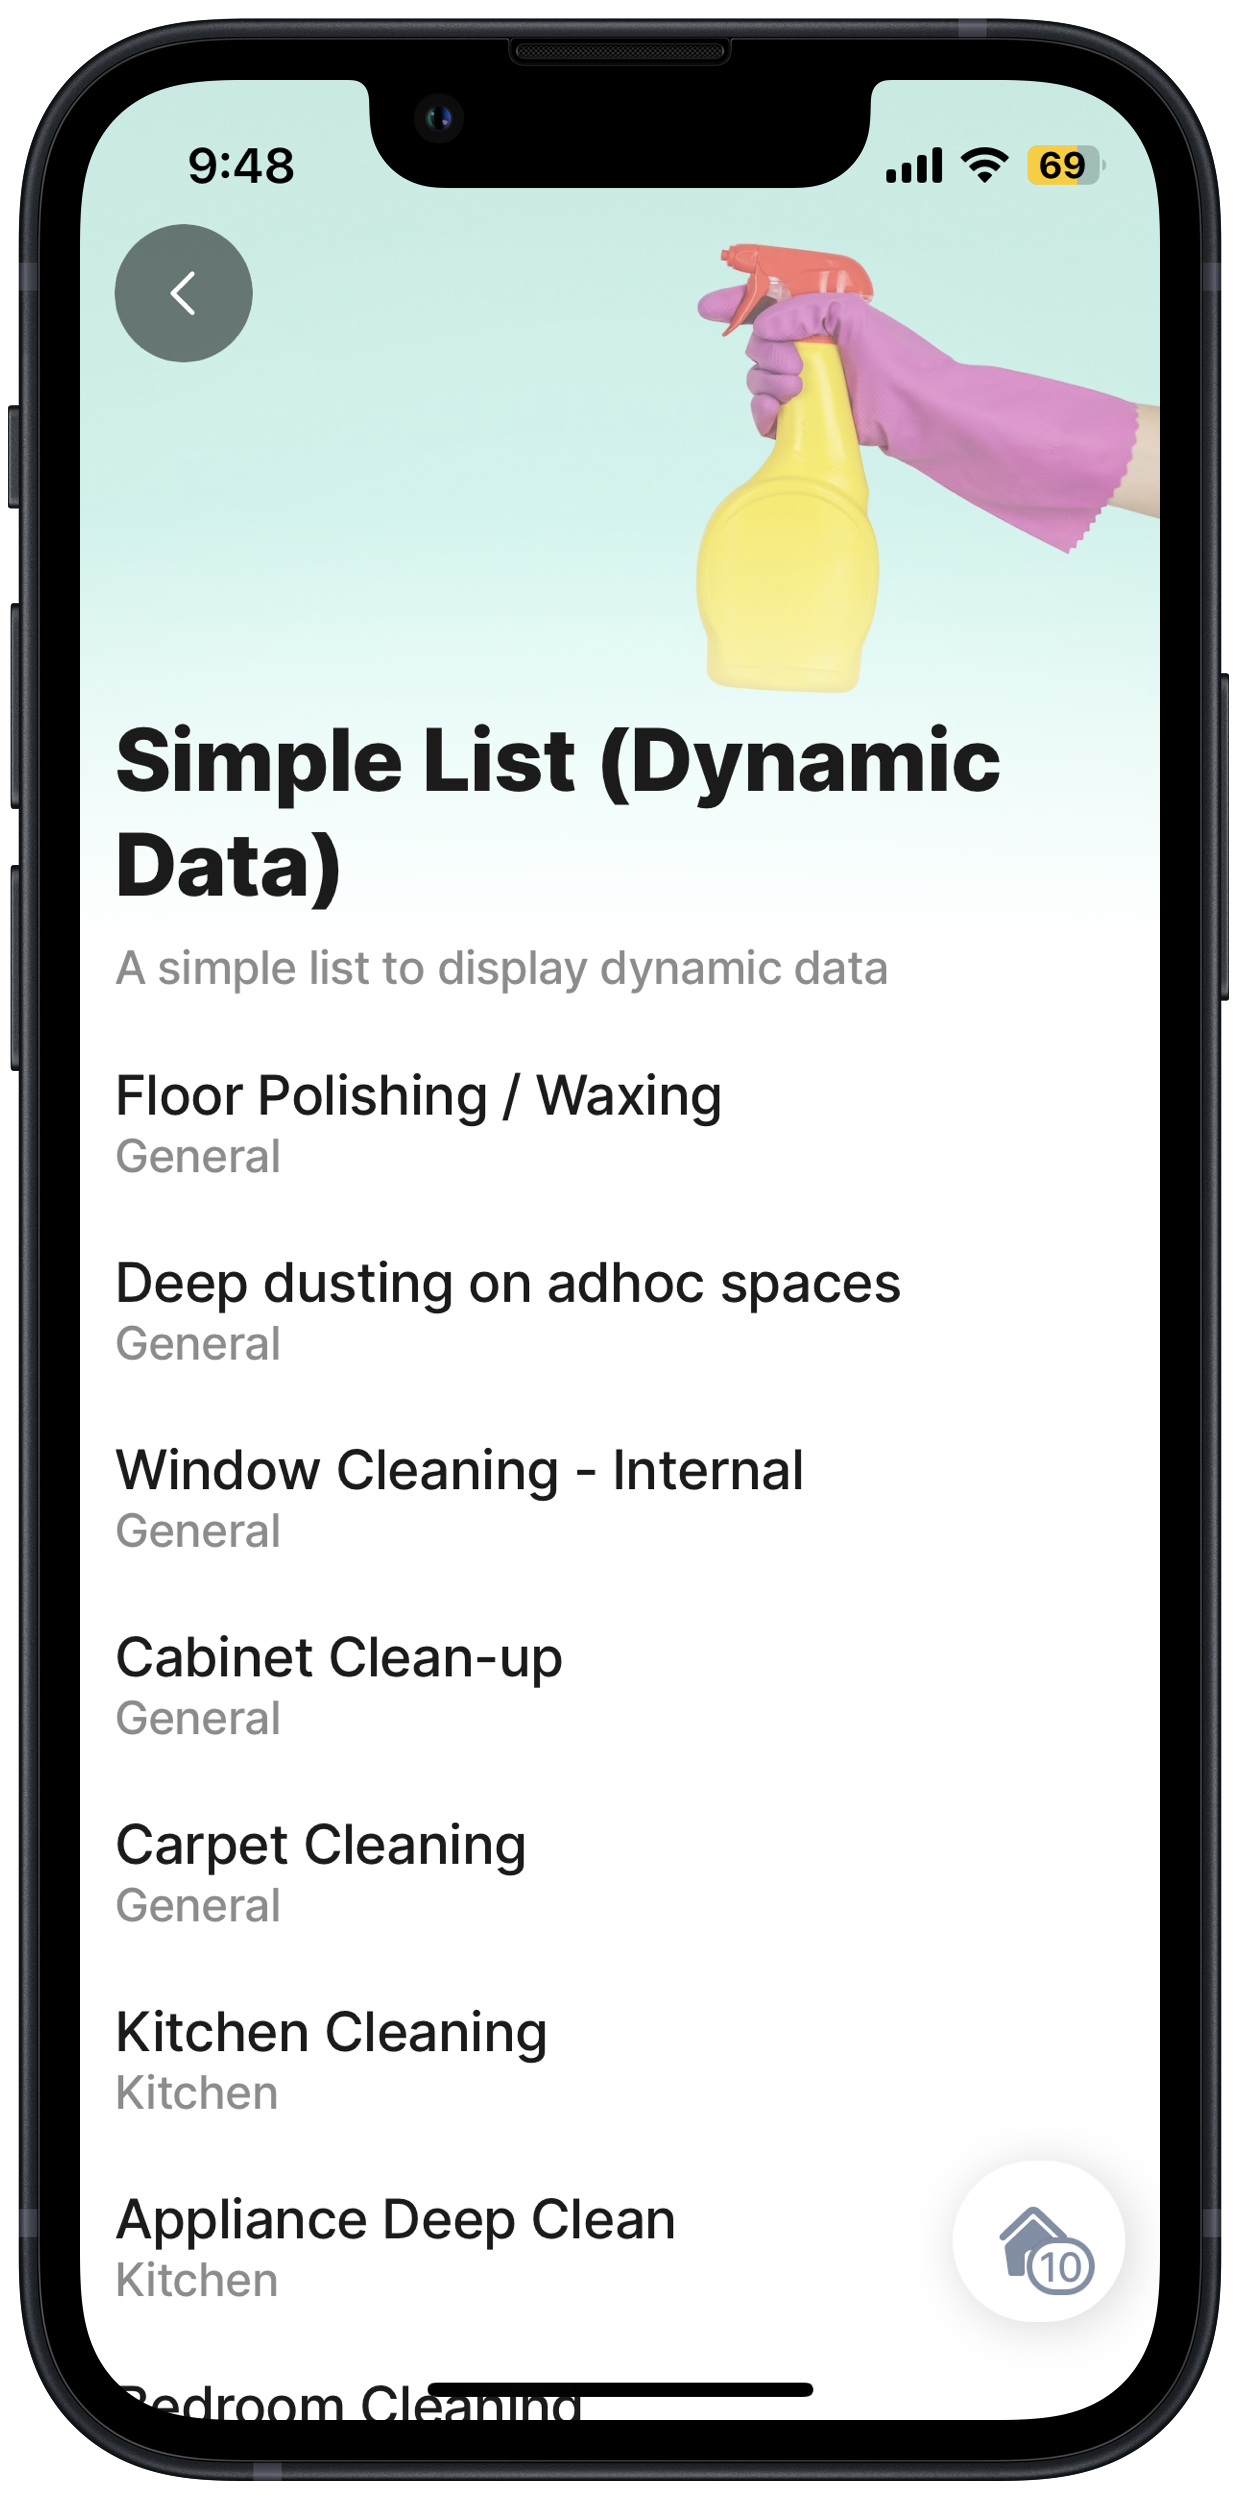 9:48
69
Simple List (Dynamic
Data)
A simple list to display dynamic data
Floor Polishing / Waxing
General
Deep dusting on adhoc spaces
General
Window Cleaning - Internal
General
Cabinet Clean-up
General
Carpet Cleaning
General
Kitchen Cleaning
Kitchen
Appliance Deep Clean
Kitchen
10
Bedroom Cleaning